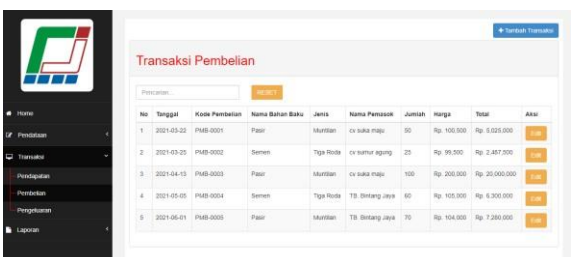 + Tambah Transaksi
Transaksi Pembelian
Pencarian...
RESET
Home
Pendataan
Transaksi
Pendapatan
Pembelian
Pengeluaran
Laporan
No Tanggal Kode Pembelian Nama Bahan Baku Jenis Nama Pemasok Jumlah Harga Total Aksi
1 2021-03-22 PMB-0001 Pasir Muntilan cv suka maju 50 Rp. 100,500 Rp. 5,025,000 Edit
2 2021-03-25 PMB-0002 Semen Tiga Roda cv sumur agung 25 Rp. 99,500 Rp. 2,487,500 Edit
3 2021-04-13 PMB-0003 Pasir Muntilan cv suka maju 100 Rp. 200,000 Rp. 20,000,000 Edit
4 2021-05-05 PMB-0004 Semen Tiga Roda TB. Bintang Jaya 60 Rp. 105,000 Rp. 6,300,000 Edit
5 2021-06-01 PMB-0005 Pasir Muntilan TB. Bintang Jaya 70 Rp. 104,000 Rp. 7,280,000 Edit